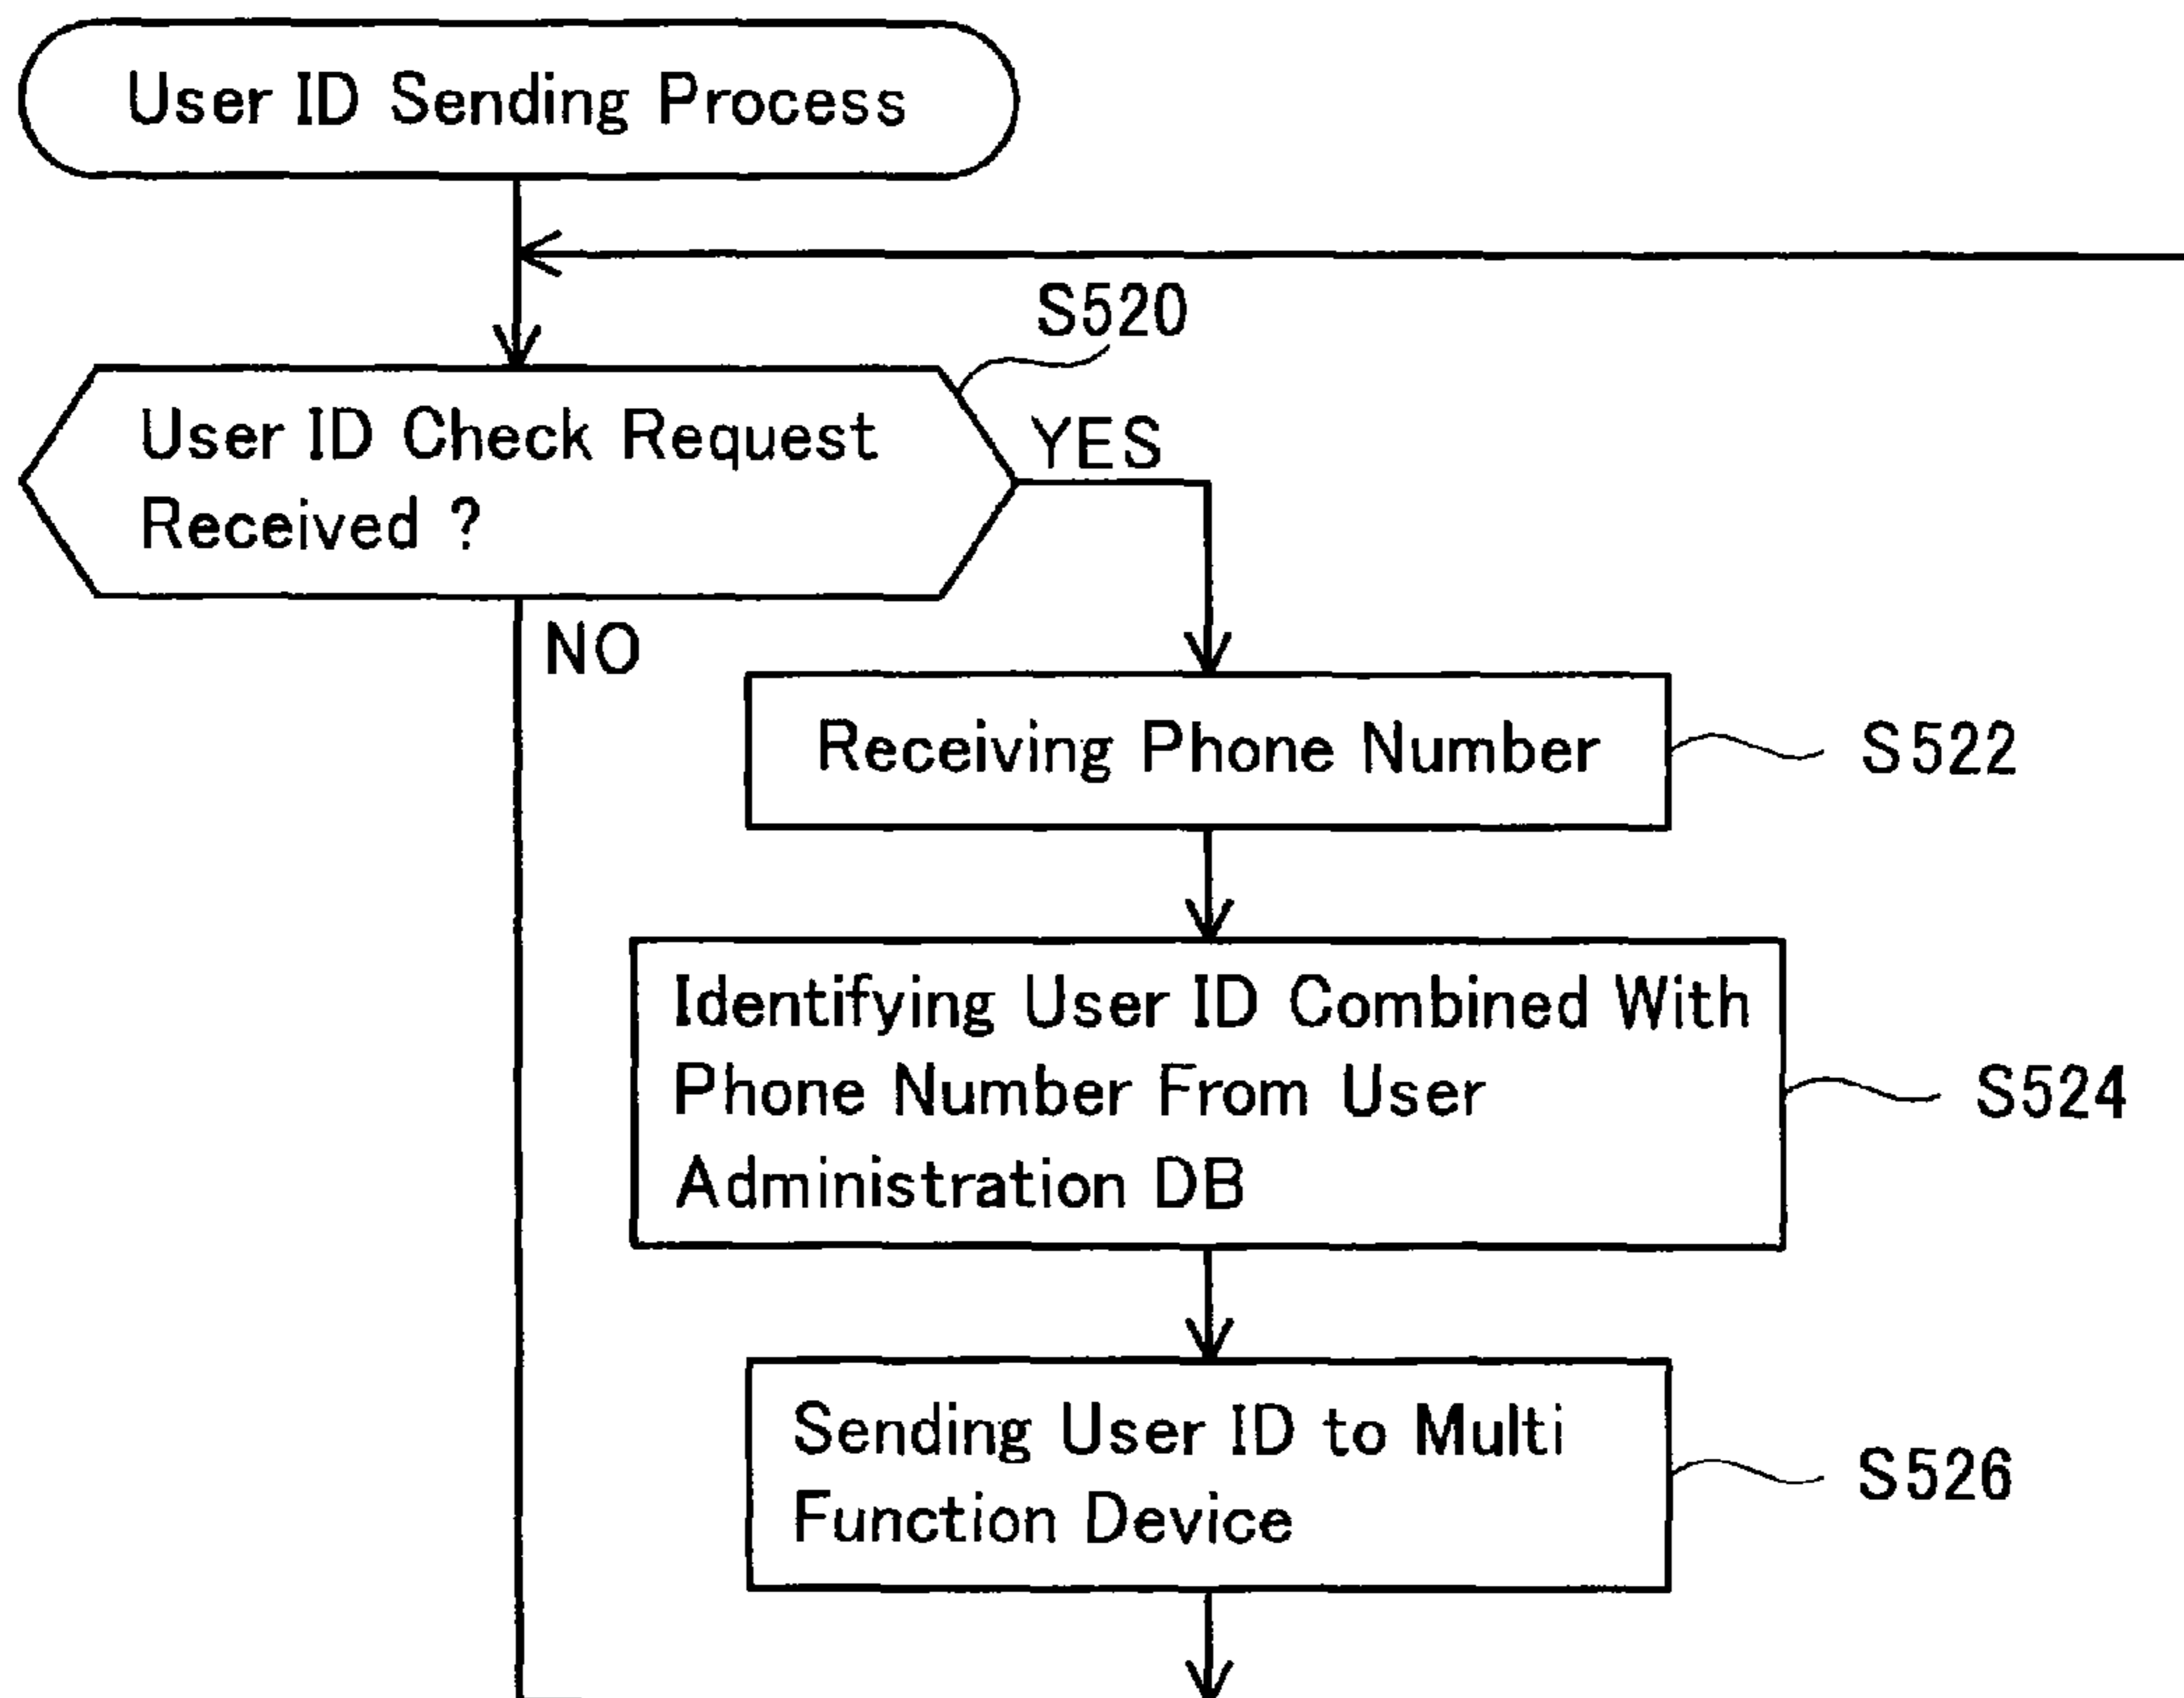 User ID Sending Process
S520
User ID Check Request
Received ?
YES
NO
Receiving Phone Number
S522
Identifying User ID Combined With
Phone Number From User
Administration DB
S524
Sending User ID to Multi
Function Device
S526